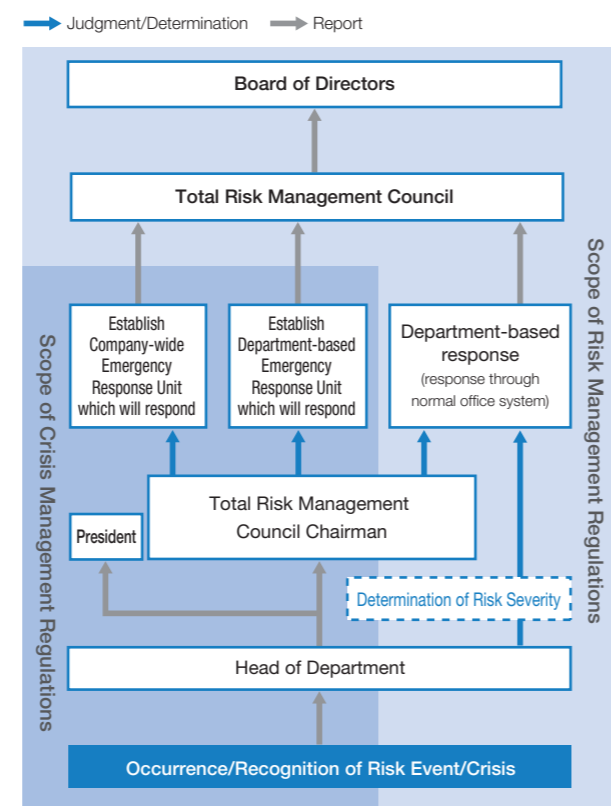 Judgment/Determination
Report
Board of Directors
Total Risk Management Council
Scope of Risk Management Regulations
Scope of Crisis Management Regulations
Establish
Company-wide
Emergency
Response Unit
which will respond
Establish
Department-based
Emergency
Response Unit
which will respond
Department-based
response
(response through
normal office system)
President
Total Risk Management
Council Chairman
Determination of Risk Severity
Head of Department
Occurrence/Recognition of Risk Event/Crisis